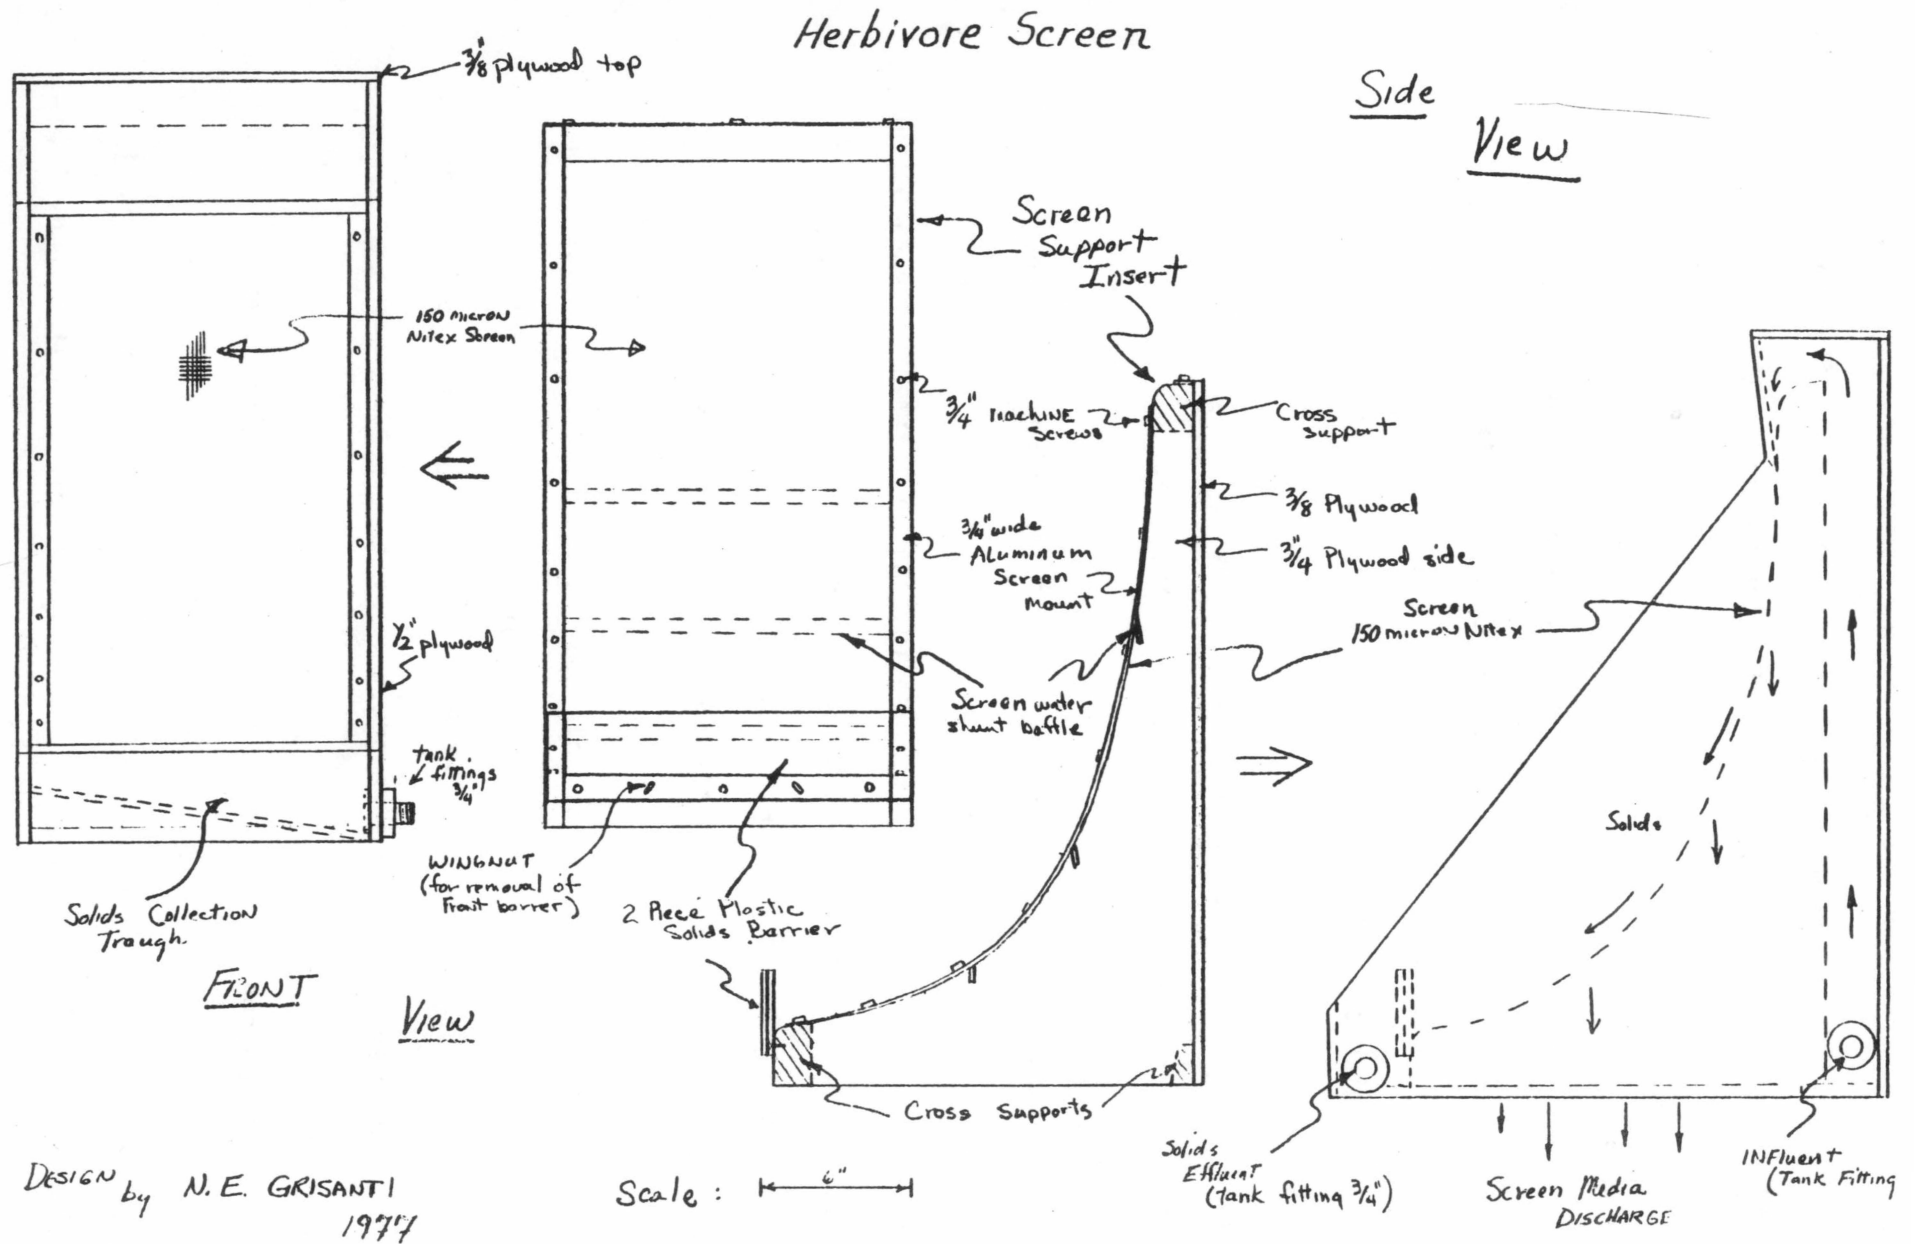 Herbivore Screen
3/8" plywood top
Side
View
Screen
Support
Insert
150 micron
Nitex Screen
3/4" Machine
Screws
Cross
support
3/8 Plywood
3/4" Plywood side
3/4" wide
Aluminum
Screen
mount
Screen
150 micron Nitex
1/2" plywood
Screen water
shunt baffle
tank
fittings
3/4"
Solids
WINGNUT
(for removal of
Front barrer)
2 Piece Plastic
Solids Barrier
Solids Collection
Trough.
FRONT
View
Cross Supports
Solids
Effluent
(Tank fitting 3/4")
Screen Media
DISCHARGE
INFluent
(Tank Fitting
DESIGN by N. E. GRISANTI
1977
Scale : 6"